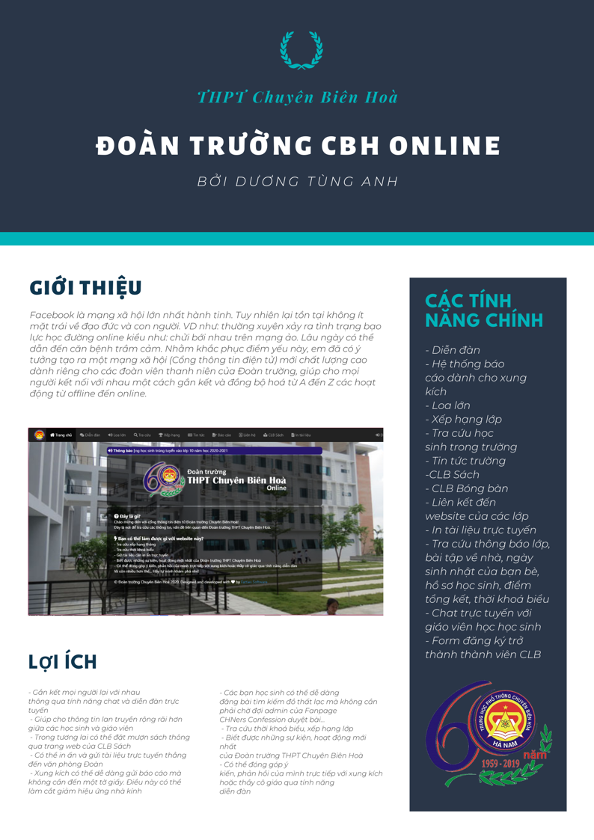 THPT Chuyên Biên Hoà
ĐOÀN TRƯỜNG CBH ONLINE
BỞI DƯƠNG TÙNG ANH
GIỚI THIỆU
Facebook là mạng xã hội lớn nhất hành tinh. Tuy nhiên lại tồn tại không ít
mặt trái về đạo đức và con người. VD như: thường xuyên xảy ra tình trạng bạo
lực học đường online kiểu như: chửi bới nhau trên mạng ảo. Lâu ngày có thể
dẫn đến căn bệnh trầm cảm. Nhằm khắc phục điểm yếu này, em đã có ý
tưởng tạo ra một mạng xã hội (Cổng thông tin điện tử) mới chất lượng cao
dành riêng cho các đoàn viên thanh niên của Đoàn trường, giúp cho mọi
người kết nối với nhau một cách gắn kết và đồng bộ hoá từ A đến Z các hoạt
động từ offline đến online.
Trang chủ
Đoàn trường
THPT Chuyên Biên Hoà
Online
Đây là gì?
Bạn có thể làm được gì với website này?
LỢI ÍCH
- Gắn kết mọi người lại với nhau
thông qua tính năng chat và diễn đàn trực
tuyến
- Giúp cho thông tin lan truyền rộng rãi hơn
giữa các học sinh và giáo viên
- Trong tương lai có thể đặt mượn sách thông
qua trang web của CLB Sách
- Có thể in ấn và gửi tài liệu trực tuyến thẳng
đến văn phòng Đoàn
- Xung kích có thể dễ dàng gửi báo cáo mà
không cần đến một tờ giấy. Điều này có thể
làm cắt giảm hiệu ứng nhà kính
- Các bạn học sinh có thể dễ dàng
đăng bài tìm kiếm đồ thất lạc mà không cần
phải chờ đợi admin của Fanpage
CHNers Confession duyệt bài...
- Tra cứu thời khoá biểu, xếp hạng lớp
- Biết được những sự kiện, hoạt động mới
nhất
của Đoàn trường THPT Chuyên Biên Hoà
- Có thể đóng góp ý
kiến, phản hồi của mình trực tiếp với xung kích
hoặc thầy cô giáo qua tính năng
diễn đàn
CÁC TÍNH
NĂNG CHÍNH
- Diễn đàn
- Hệ thống báo
cáo dành cho xung
kích
- Loa lớn
- Xếp hạng lớp
- Tra cứu học
sinh trong trường
- Tin tức trường
-CLB Sách
- CLB Bóng bàn
- Liên kết đến
website của các lớp
- In tài liệu trực tuyến
- Tra cứu thông báo lớp,
bài tập về nhà, ngày
sinh nhật của bạn bè,
hồ sơ học sinh, điểm
tổng kết, thời khoá biểu
- Chat trực tuyến với
giáo viên học học sinh
- Form đăng ký trở
thành thành viên CLB
TRƯỜNG TRUNG HỌC PHỔ THÔNG CHUYÊN BIÊN HÒA
HÀ NAM
60 năm
1959 - 2019